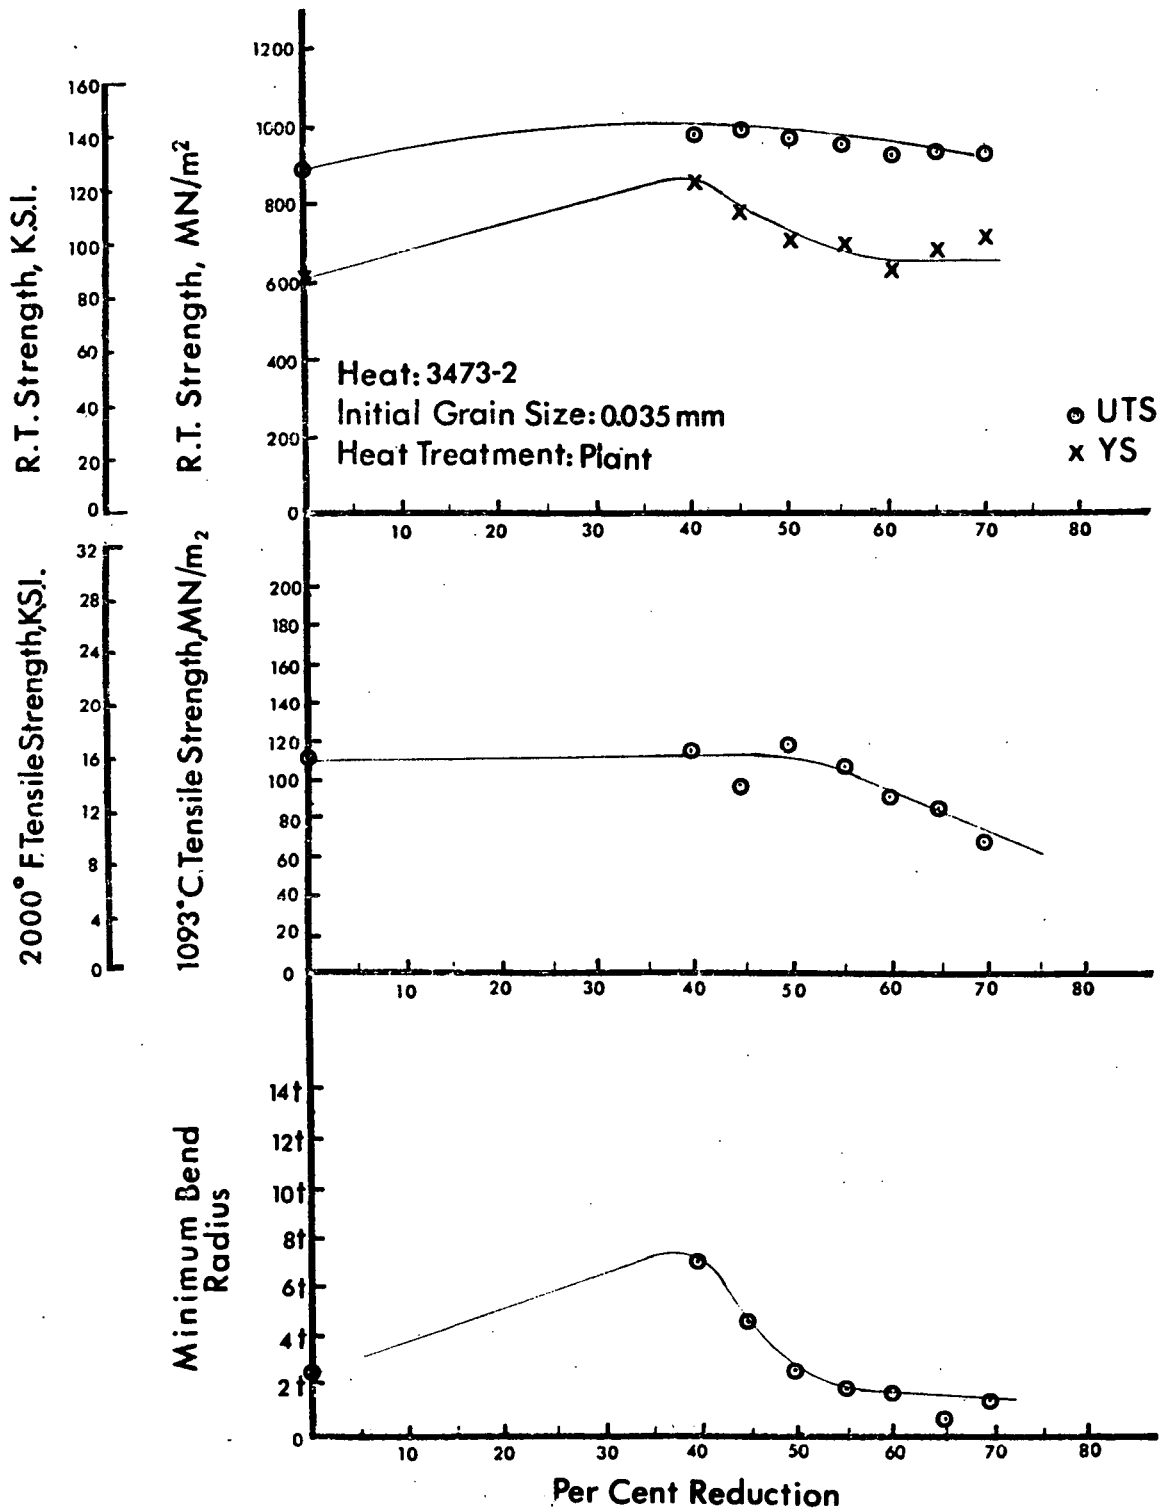 1200
1000
800
600
400
200
0
160
140
120
100
80
60
40
20
0
R.T. Strength, K.S.I.
R.T. Strength, MN/m²
Heat: 3473-2
Initial Grain Size: 0.035 mm
Heat Treatment: Plant
UTS
x YS
10 20 30 40 50 60 70 80
32
28
24
20
16
12
8
4
0
2000° F. Tensile Strength, K.S.I.
1093°C. Tensile Strength, MN/m₂
200
180
160
140
120
100
80
60
40
20
0
10 20 30 40 50 60 70 80
Minimum Bend
Radius
14t
12t
10t
8t
6t
4t
2t
0
10 20 30 40 50 60 70 80
Per Cent Reduction